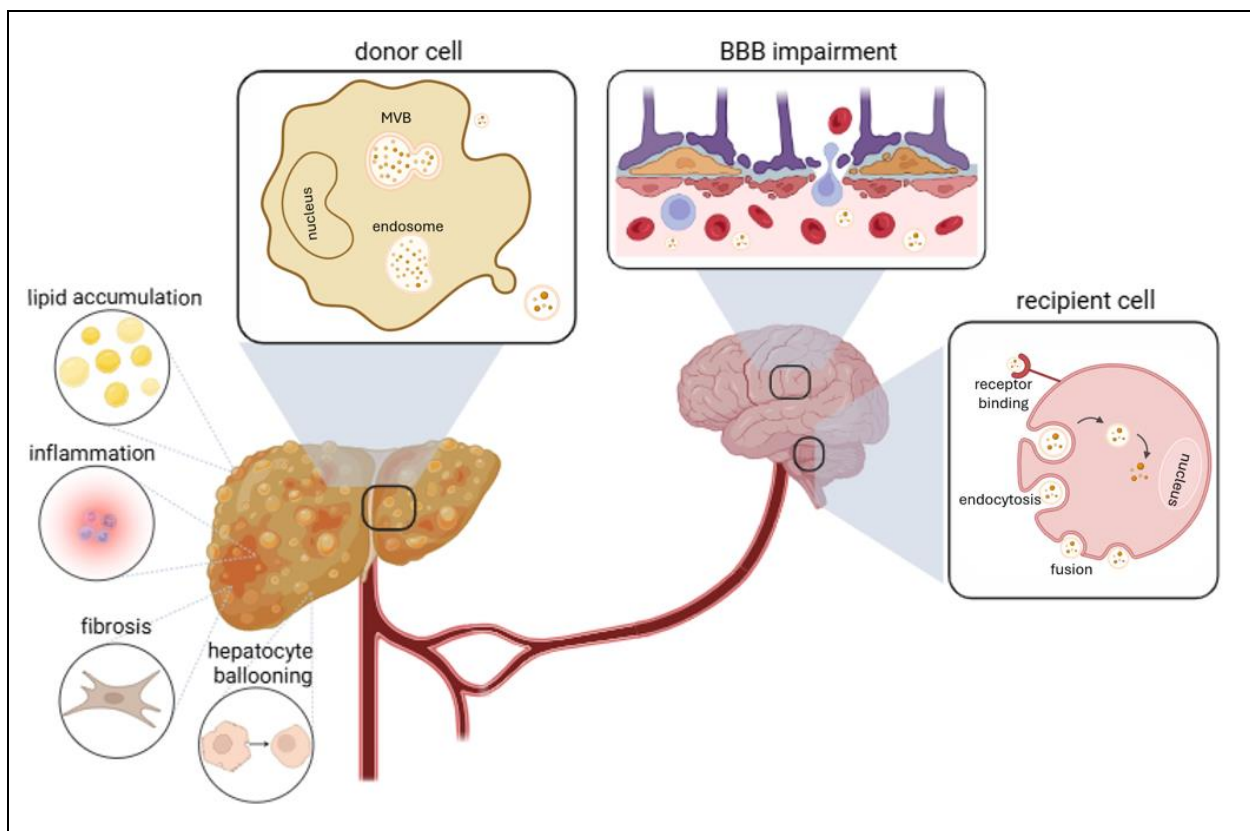 donor cell
MVB
nucleus
endosome
BBB impairment
recipient cell
receptor
binding
nucleus
endocytosis
fusion
lipid accumulation
inflammation
fibrosis
hepatocyte
ballooning